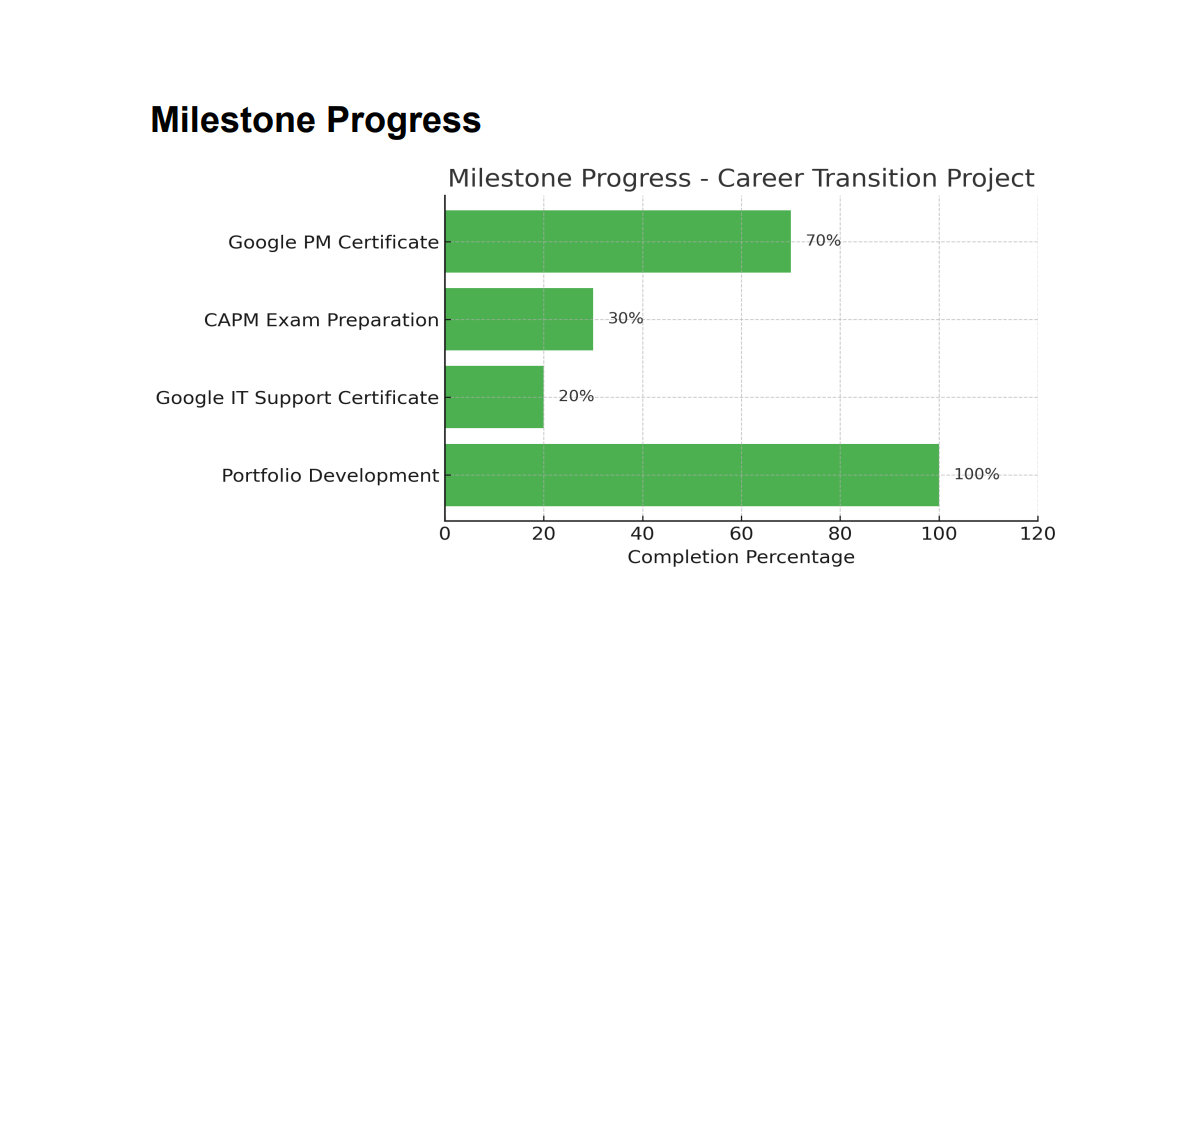 Milestone Progress
Milestone Progress - Career Transition Project
Google PM Certificate 70%
CAPM Exam Preparation 30%
Google IT Support Certificate 20%
Portfolio Development 100%
0 20 40 60 80 100 120
Completion Percentage